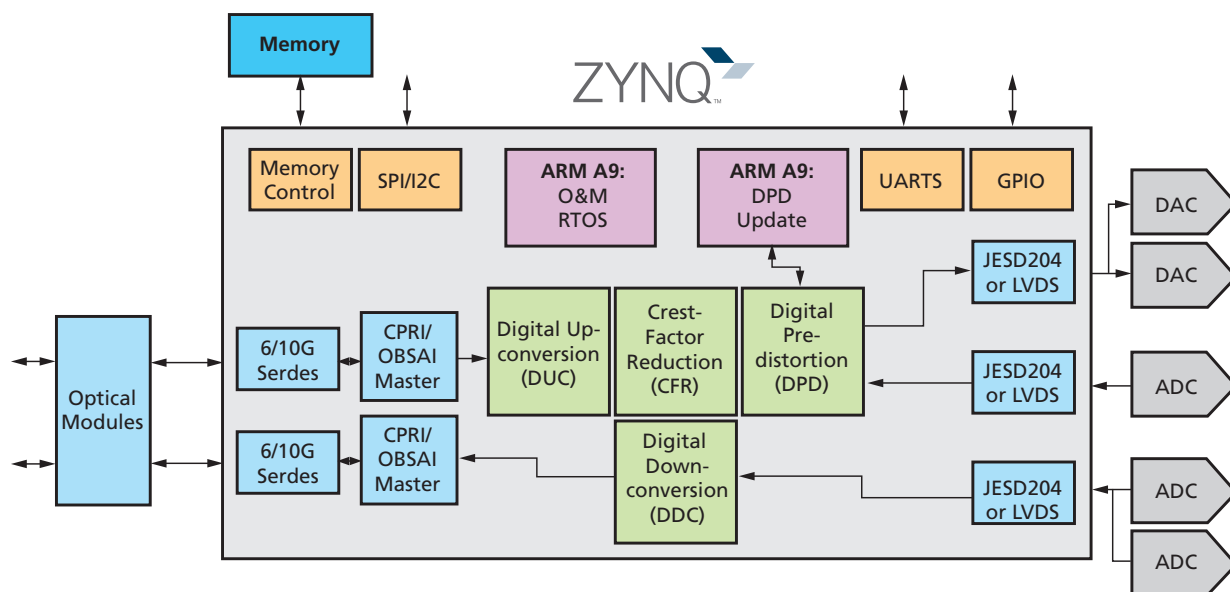 Memory
ZYNQ™
Memory
Control
SPI/I2C
ARM A9:
O&M
RTOS
ARM A9:
DPD
Update
UARTS
GPIO
DAC
DAC
JESD204
or LVDS
Optical
Modules
6/10G
Serdes
CPRI/
OBSAI
Master
Digital Up-
conversion
(DUC)
Crest-
Factor
Reduction
(CFR)
Digital
Pre-
distortion
(DPD)
JESD204
or LVDS
ADC
6/10G
Serdes
CPRI/
OBSAI
Master
Digital
Down-
conversion
(DDC)
JESD204
or LVDS
ADC
ADC